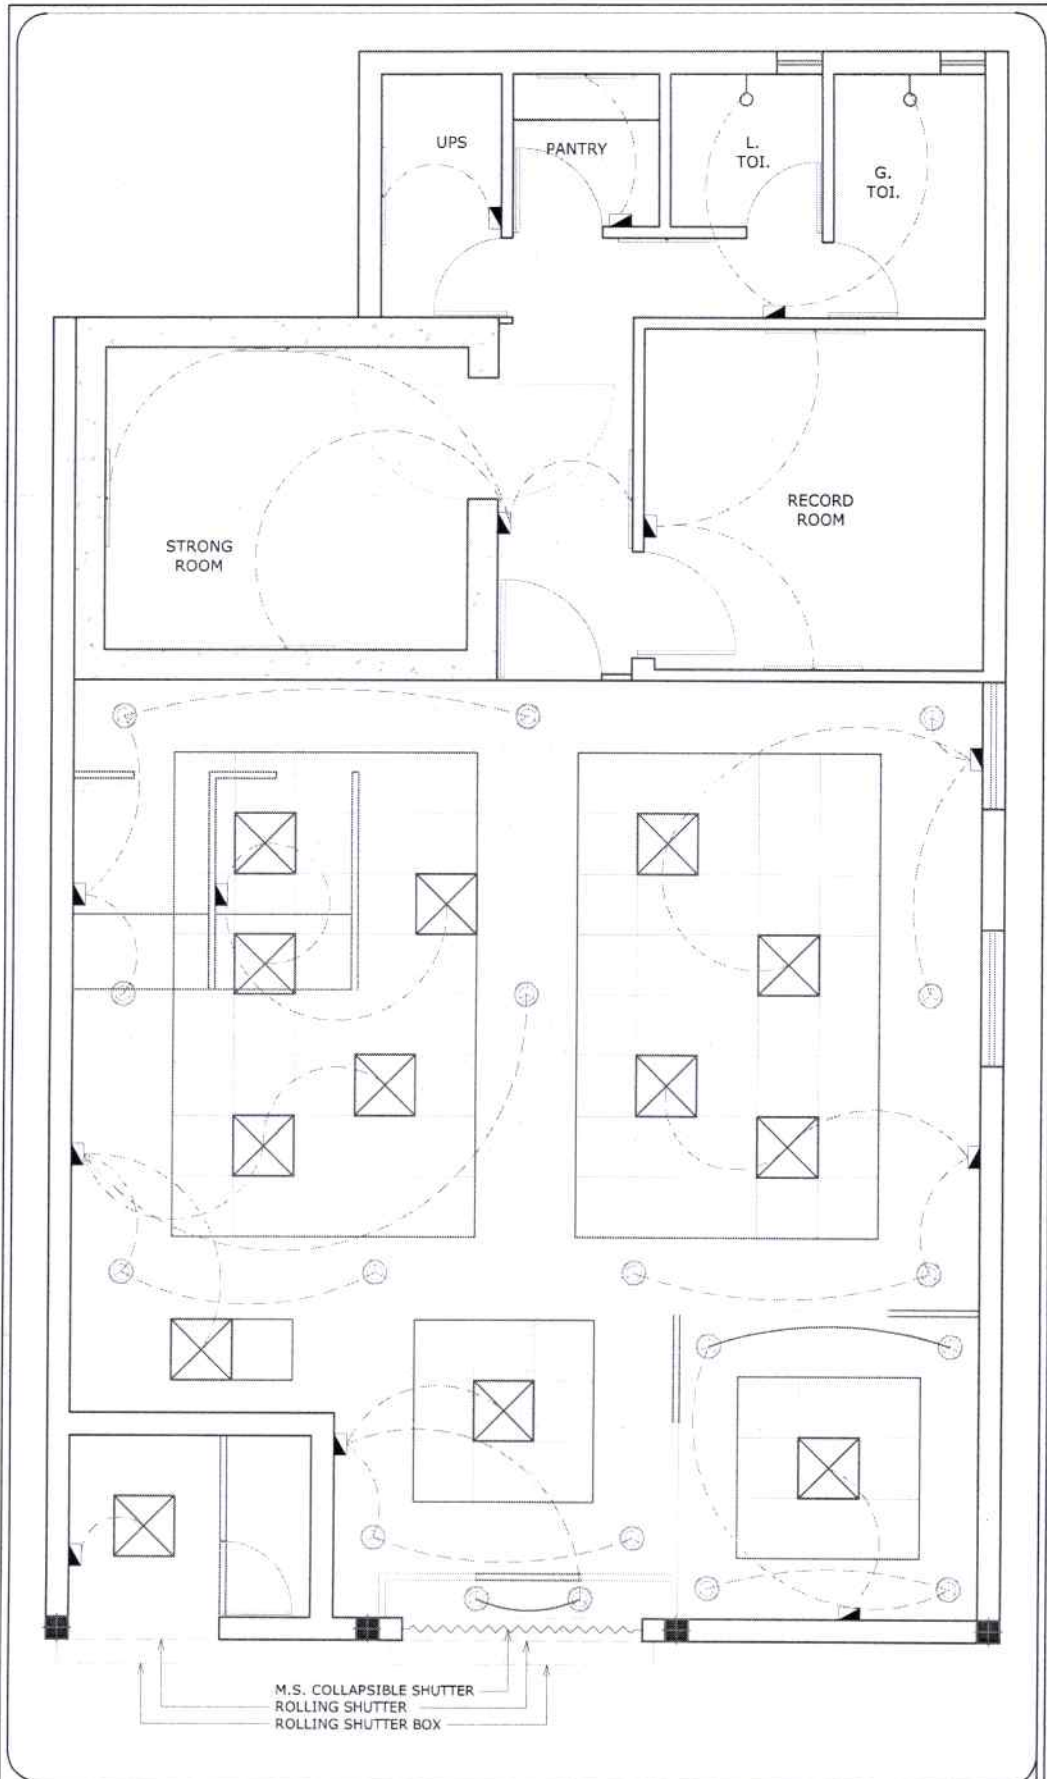 UPS
PANTRY
L.
TOI.
G.
TOI.
RECORD
ROOM
STRONG
ROOM
M.S. COLLAPSIBLE SHUTTER
ROLLING SHUTTER
ROLLING SHUTTER BOX